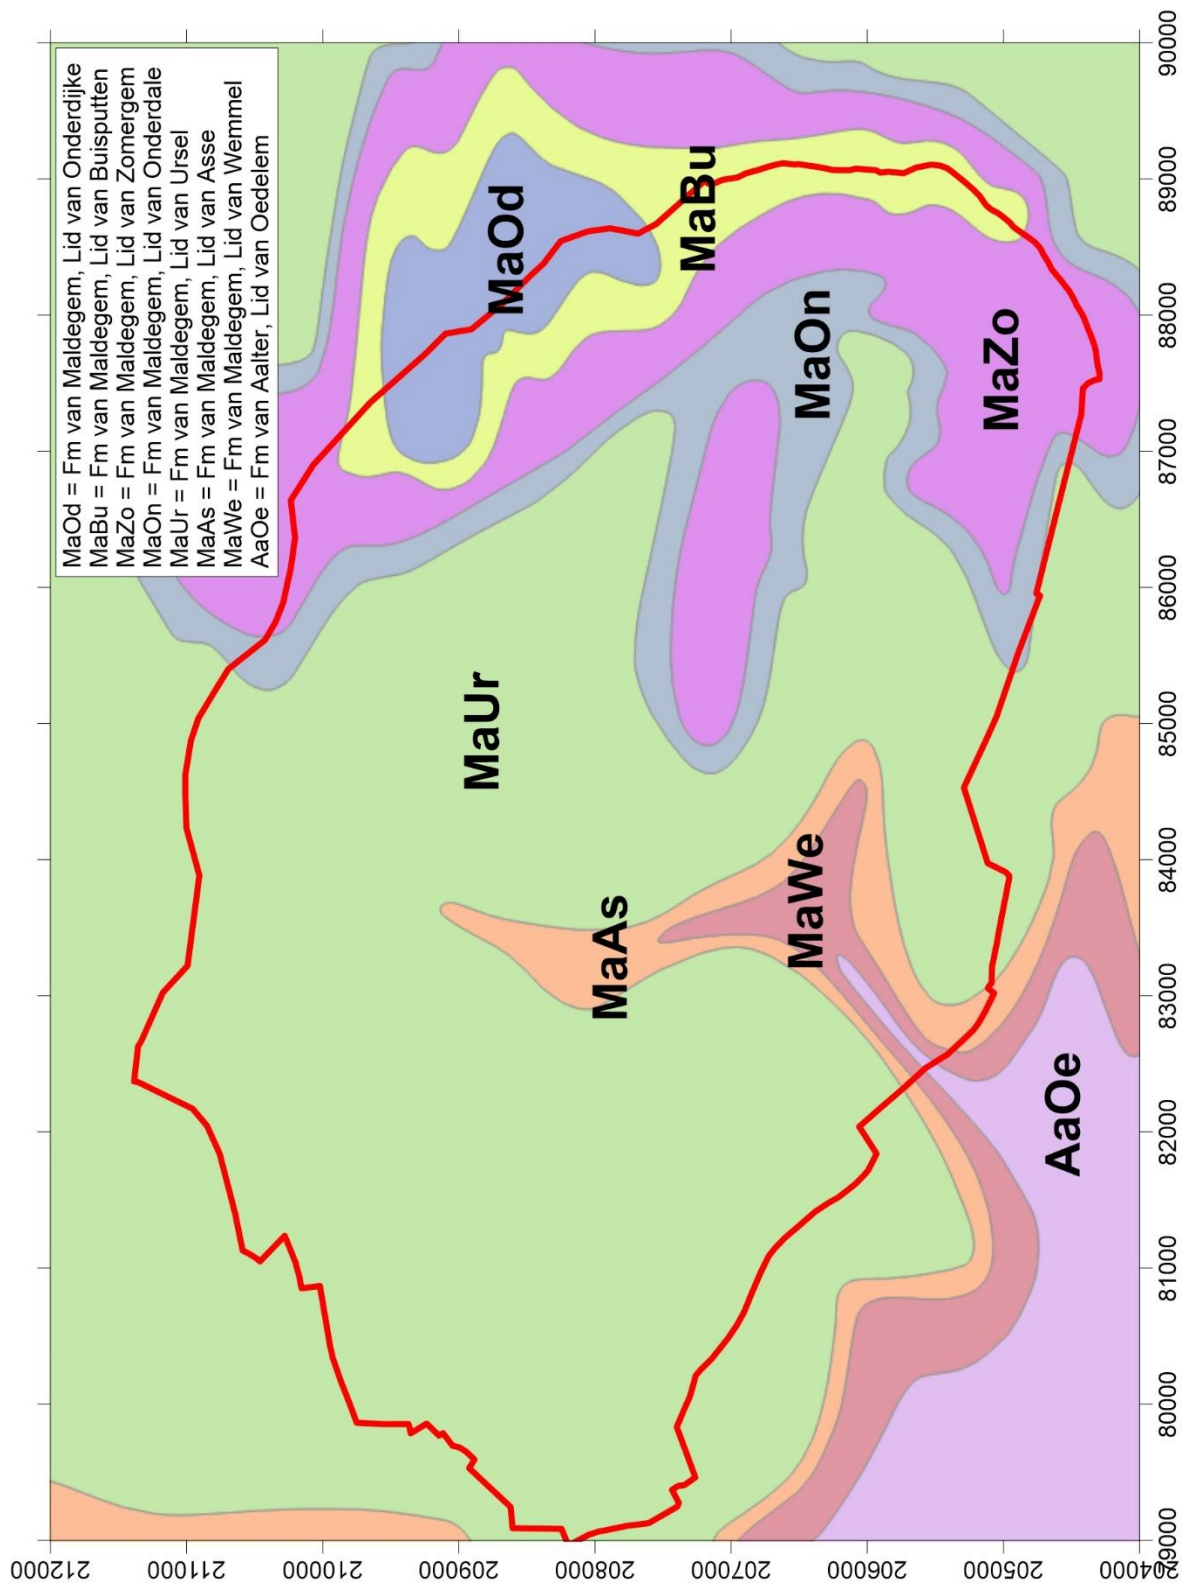 MaOd = Fm van Maldegem, Lid van Onderdijke
MaBu = Fm van Maldegem, Lid van Buisputten
MaZo = Fm van Maldegem, Lid van Zomergem
MaOn = Fm van Maldegem, Lid van Onderdale
MaUr = Fm van Maldegem, Lid van Ursel
MaAs = Fm van Maldegem, Lid van Asse
MaWe = Fm van Maldegem, Lid van Wemmel
AaOe = Fm van Aalter, Lid van Oedelem
MaUr
MaOd
MaAs
MaBu
MaWe
MaOn
MaZo
AaOe
212000
211000
210000
209000
208000
207000
206000
205000
204000
79000
80000
81000
82000
83000
84000
85000
86000
87000
88000
89000
90000